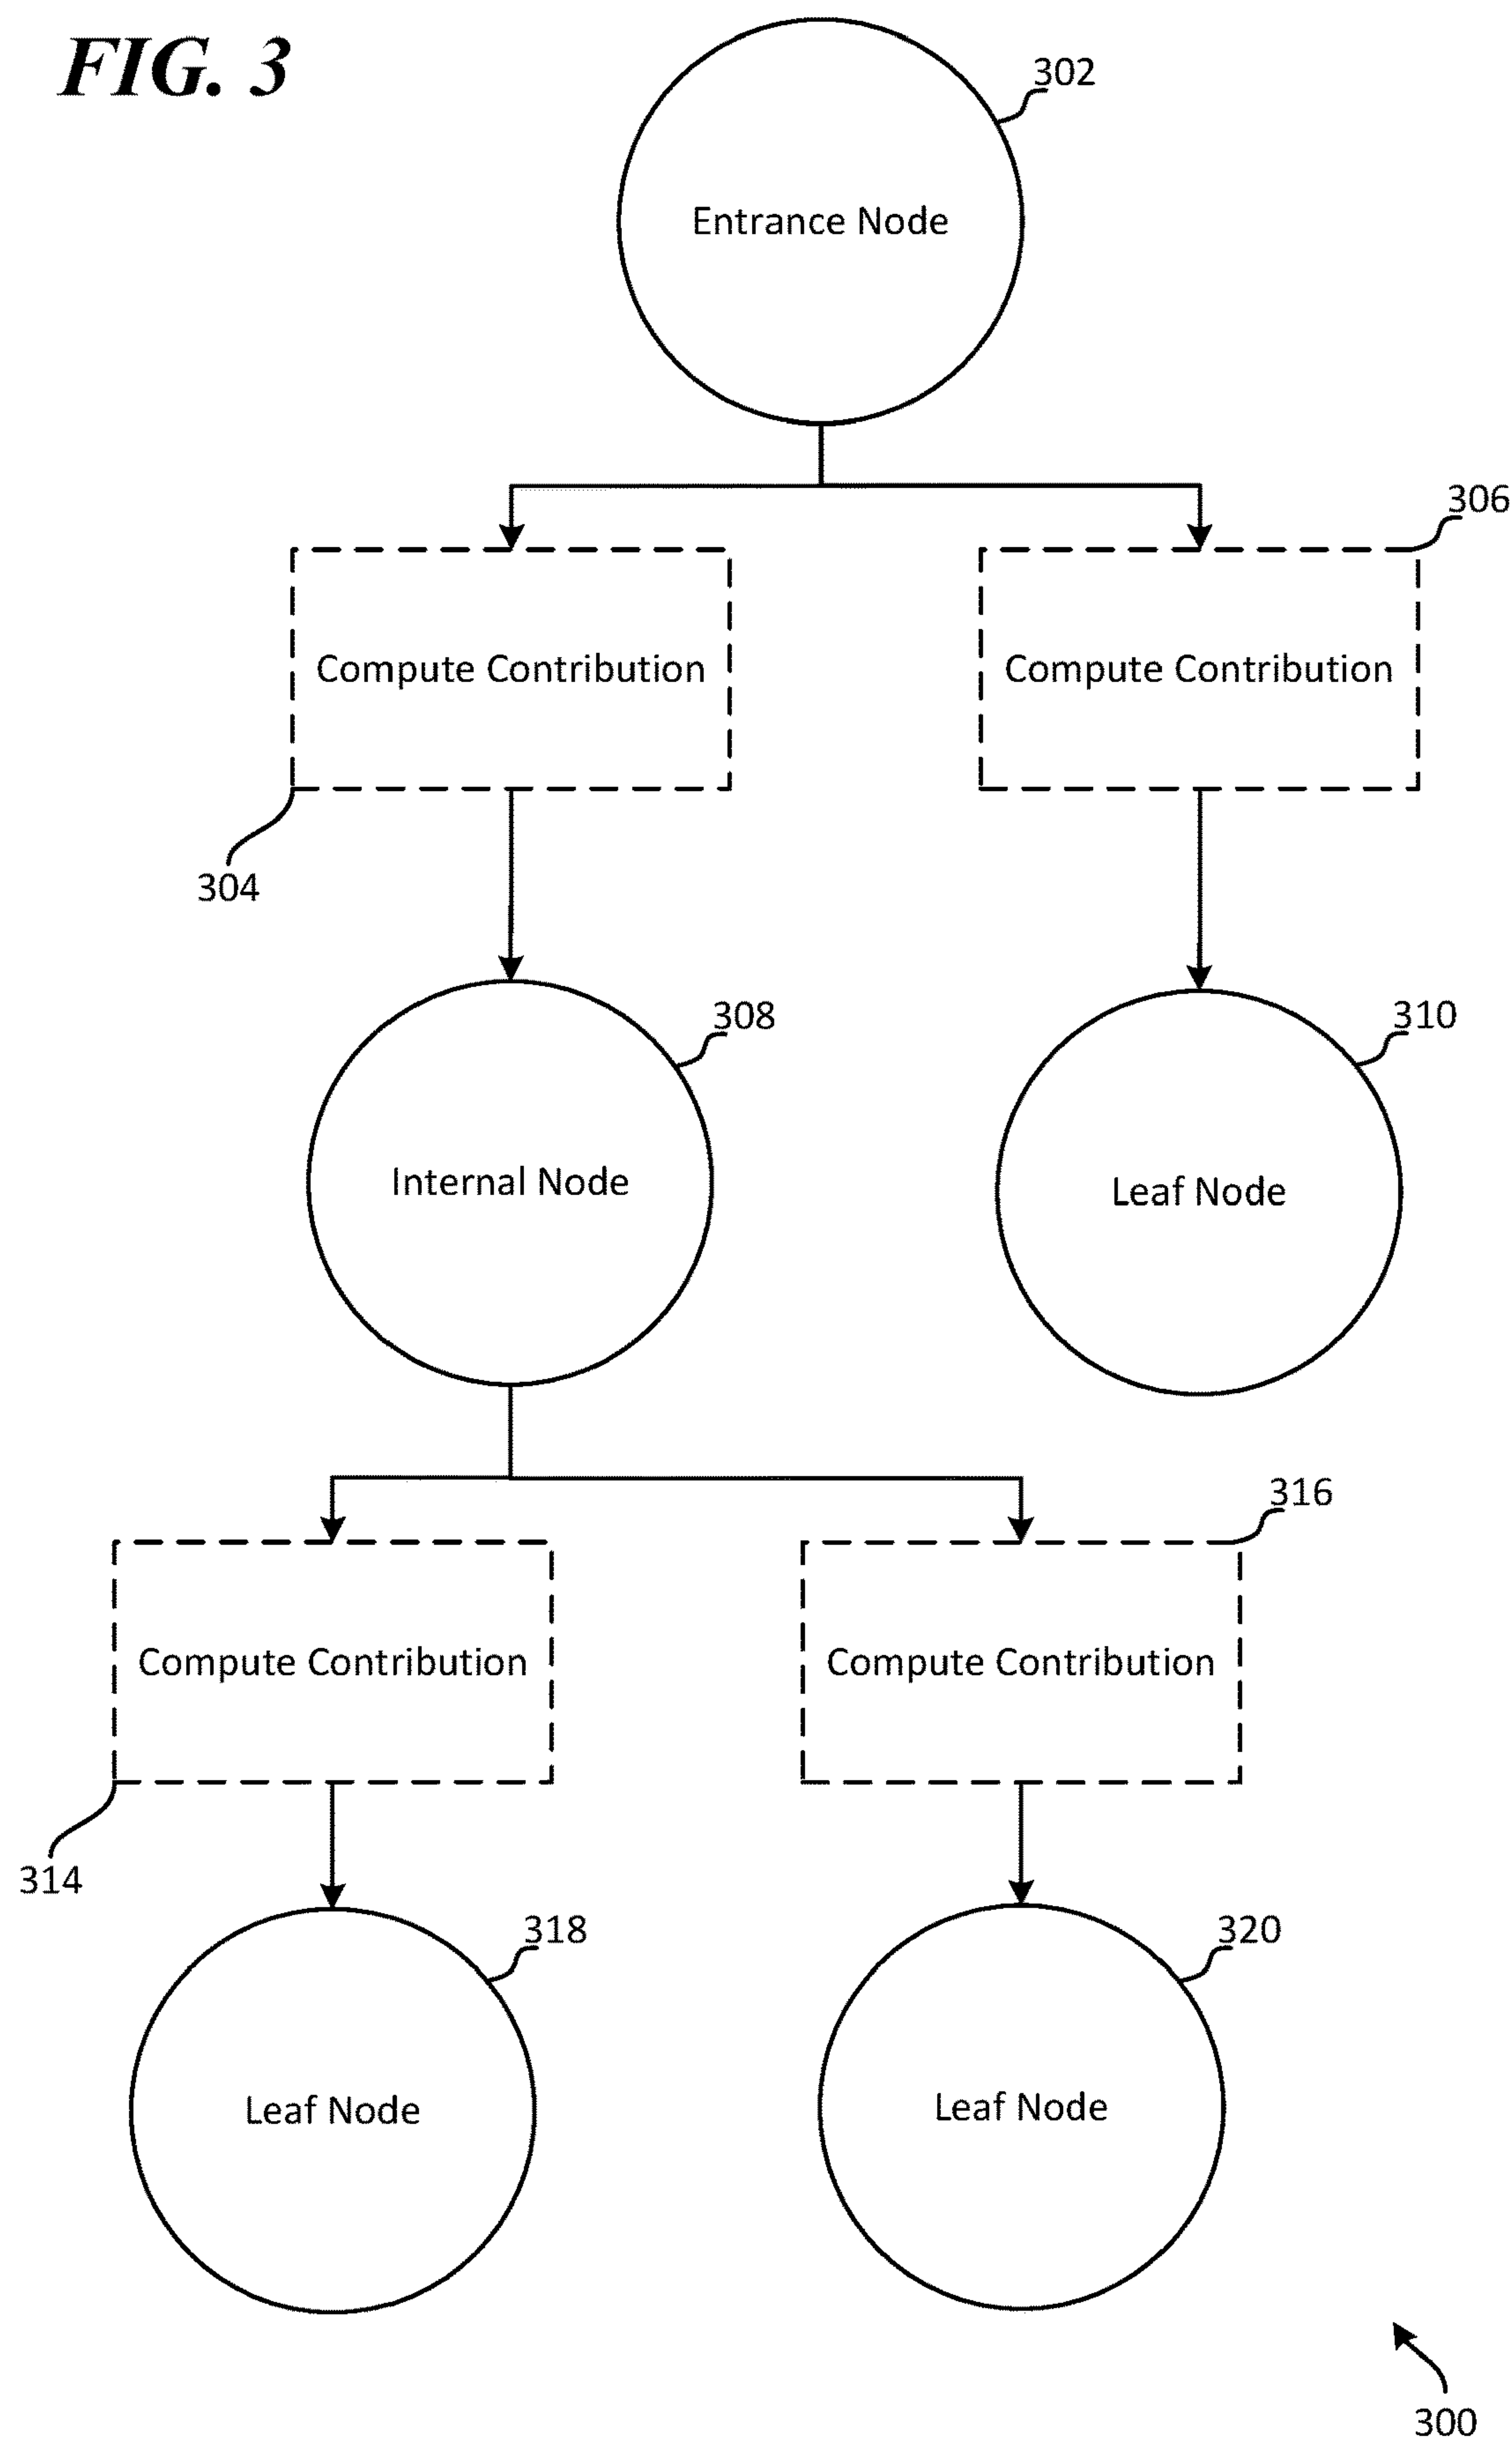 FIG. 3
302
Entrance Node
306
Compute Contribution
Compute Contribution
304
308
310
Internal Node
Leaf Node
316
Compute Contribution
Compute Contribution
314
318
320
Leaf Node
Leaf Node
300